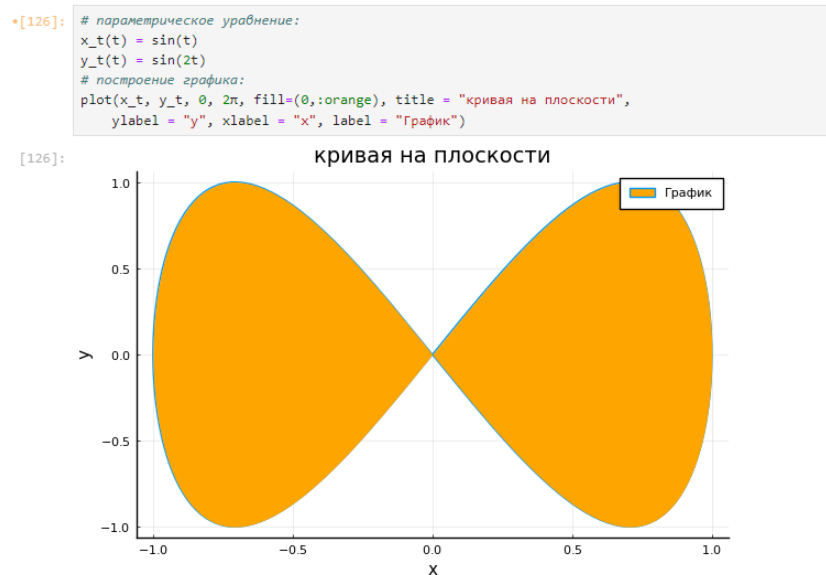 •[126]:
# параметрическое уравнение:
x_t(t) = sin(t)
y_t(t) = sin(2t)
# построение графика:
plot(x_t, y_t, 0, 2π, fill=(0,:orange), title = "кривая на плоскости",
ylabel = "y", xlabel = "x", label = "График")
[126]:
кривая на плоскости
График
1.0
0.5
0.0
−0.5
−1.0
y
−1.0 −0.5 0.0 0.5 1.0
x